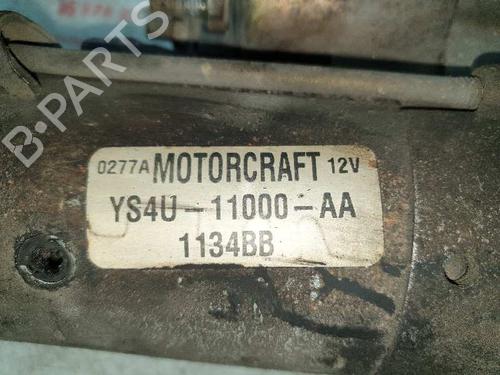 B-PARTS
0277A MOTORCRAFT 12V
YS4U-11000-AA
1134BB